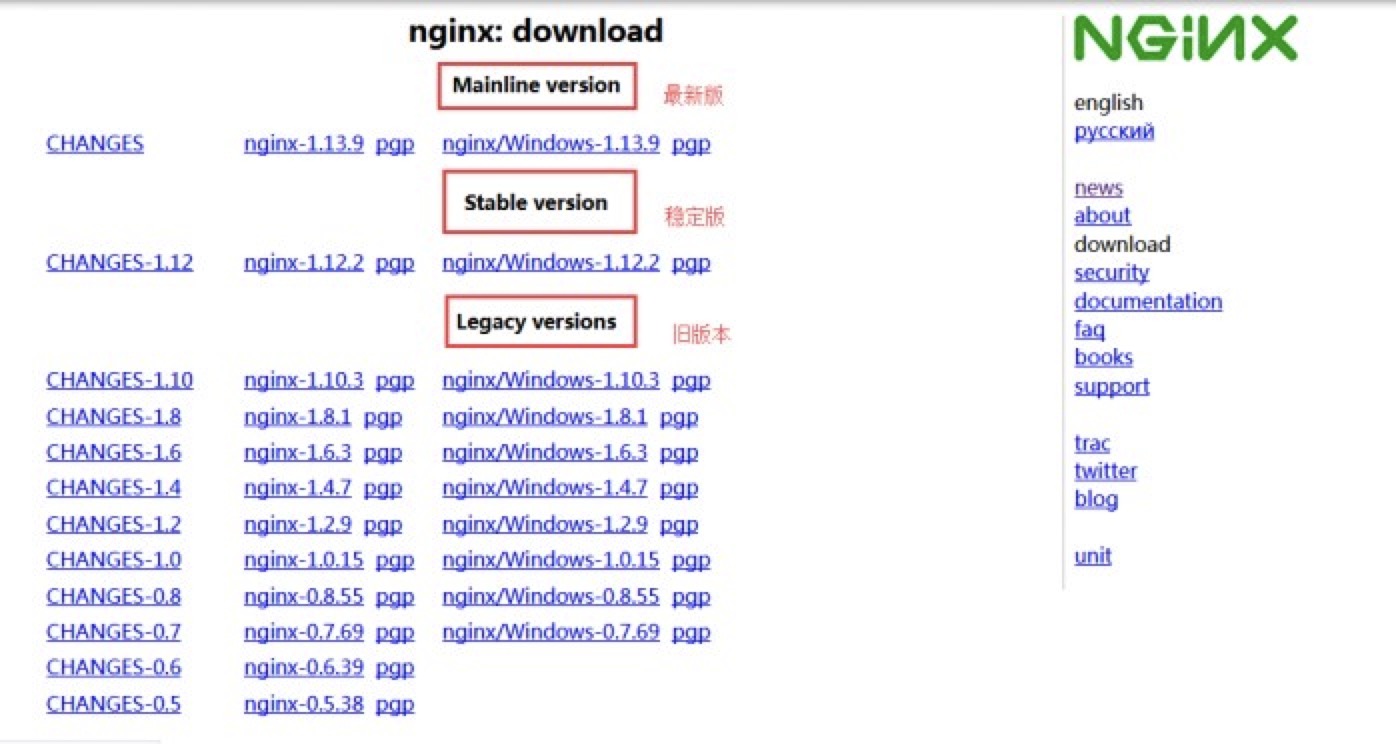 nginx: download
Mainline version 最新版
CHANGES nginx-1.13.9 pgp nginx/Windows-1.13.9 pgp
Stable version 稳定版
CHANGES-1.12 nginx-1.12.2 pgp nginx/Windows-1.12.2 pgp
Legacy versions 旧版本
CHANGES-1.10 nginx-1.10.3 pgp nginx/Windows-1.10.3 pgp
CHANGES-1.8 nginx-1.8.1 pgp nginx/Windows-1.8.1 pgp
CHANGES-1.6 nginx-1.6.3 pgp nginx/Windows-1.6.3 pgp
CHANGES-1.4 nginx-1.4.7 pgp nginx/Windows-1.4.7 pgp
CHANGES-1.2 nginx-1.2.9 pgp nginx/Windows-1.2.9 pgp
CHANGES-1.0 nginx-1.0.15 pgp nginx/Windows-1.0.15 pgp
CHANGES-0.8 nginx-0.8.55 pgp nginx/Windows-0.8.55 pgp
CHANGES-0.7 nginx-0.7.69 pgp nginx/Windows-0.7.69 pgp
CHANGES-0.6 nginx-0.6.39 pgp
CHANGES-0.5 nginx-0.5.38 pgp
NGiNX
english
русский
news
about
download
security
documentation
faq
books
support
trac
twitter
blog
unit